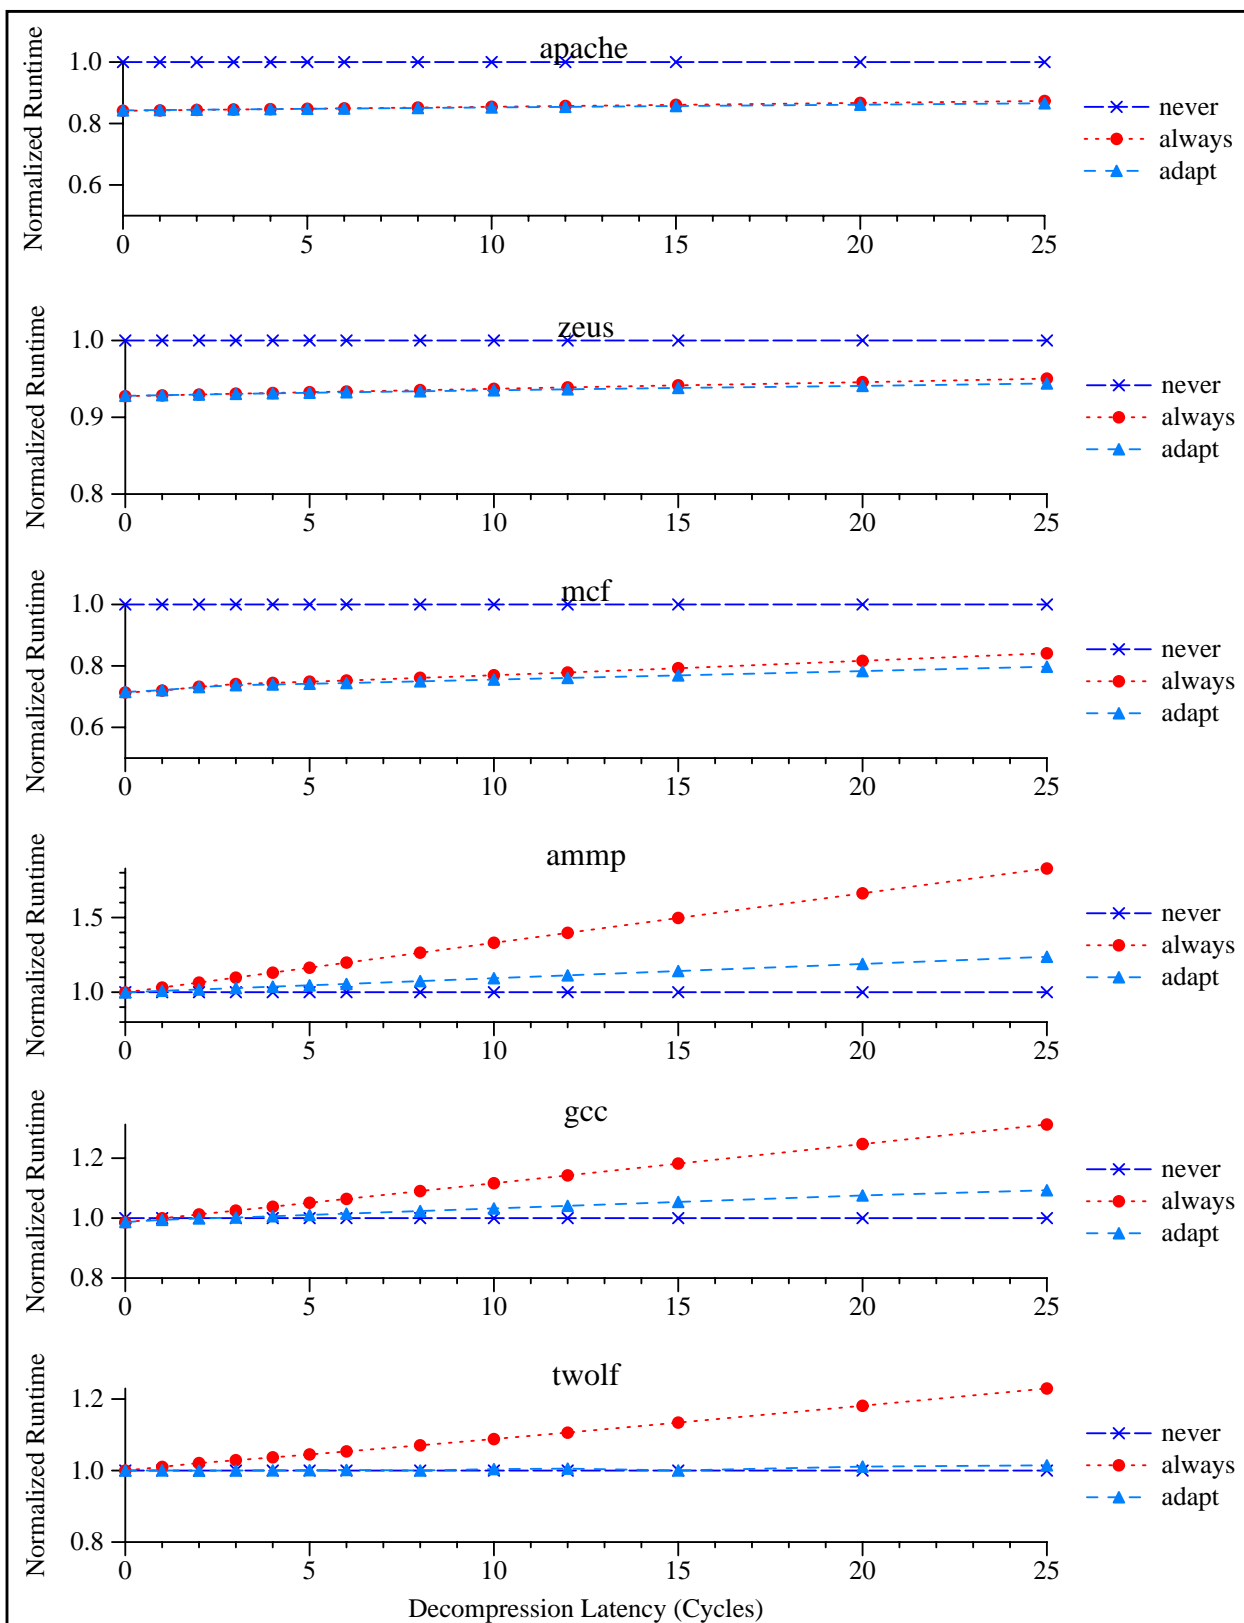 apache
Normalized Runtime
1.0
0.8
0.6
0 5 10 15 20 25
never
always
adapt
zeus
Normalized Runtime
1.0
0.9
0.8
0 5 10 15 20 25
never
always
adapt
mcf
Normalized Runtime
1.0
0.8
0.6
0 5 10 15 20 25
never
always
adapt
ammp
Normalized Runtime
1.5
1.0
0 5 10 15 20 25
never
always
adapt
gcc
Normalized Runtime
1.2
1.0
0.8
0 5 10 15 20 25
never
always
adapt
twolf
Normalized Runtime
1.2
1.0
0.8
0 5 10 15 20 25
never
always
adapt
Decompression Latency (Cycles)